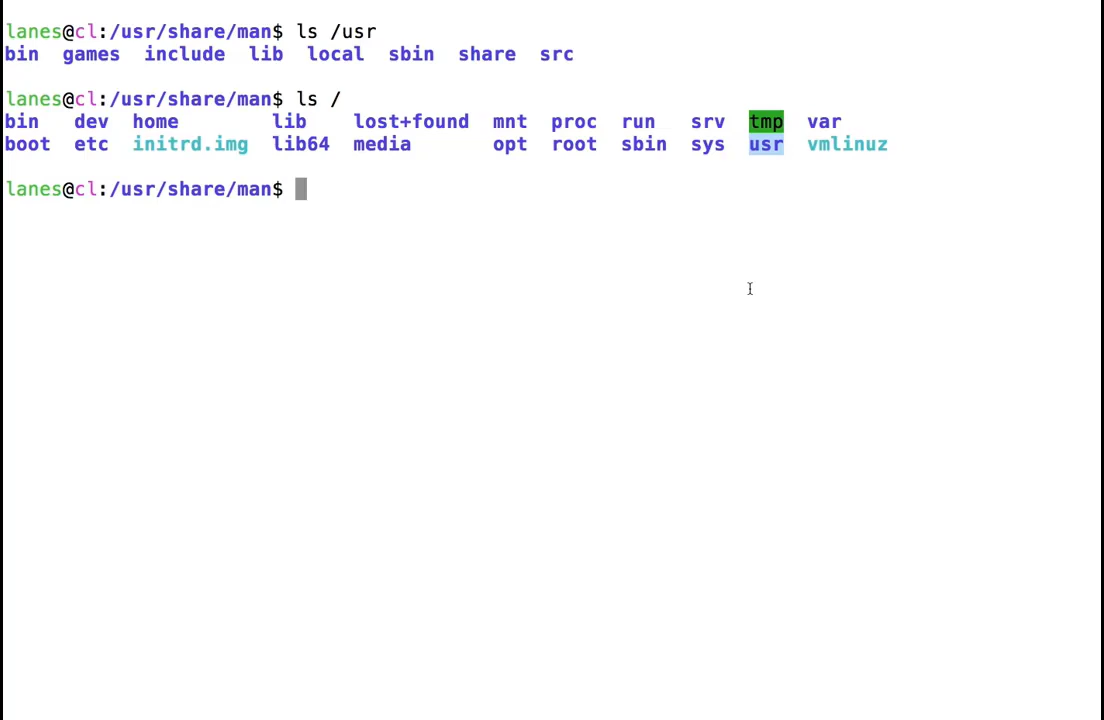 lanes@cl:/usr/share/man$ ls /usr
bin  games  include  lib  local  sbin  share  src
lanes@cl:/usr/share/man$ ls /
bin   dev  home        lib    lost+found  mnt  proc  run   srv  tmp  var
boot  etc  initrd.img  lib64  media       opt  root  sbin  sys  usr  vmlinuz
lanes@cl:/usr/share/man$